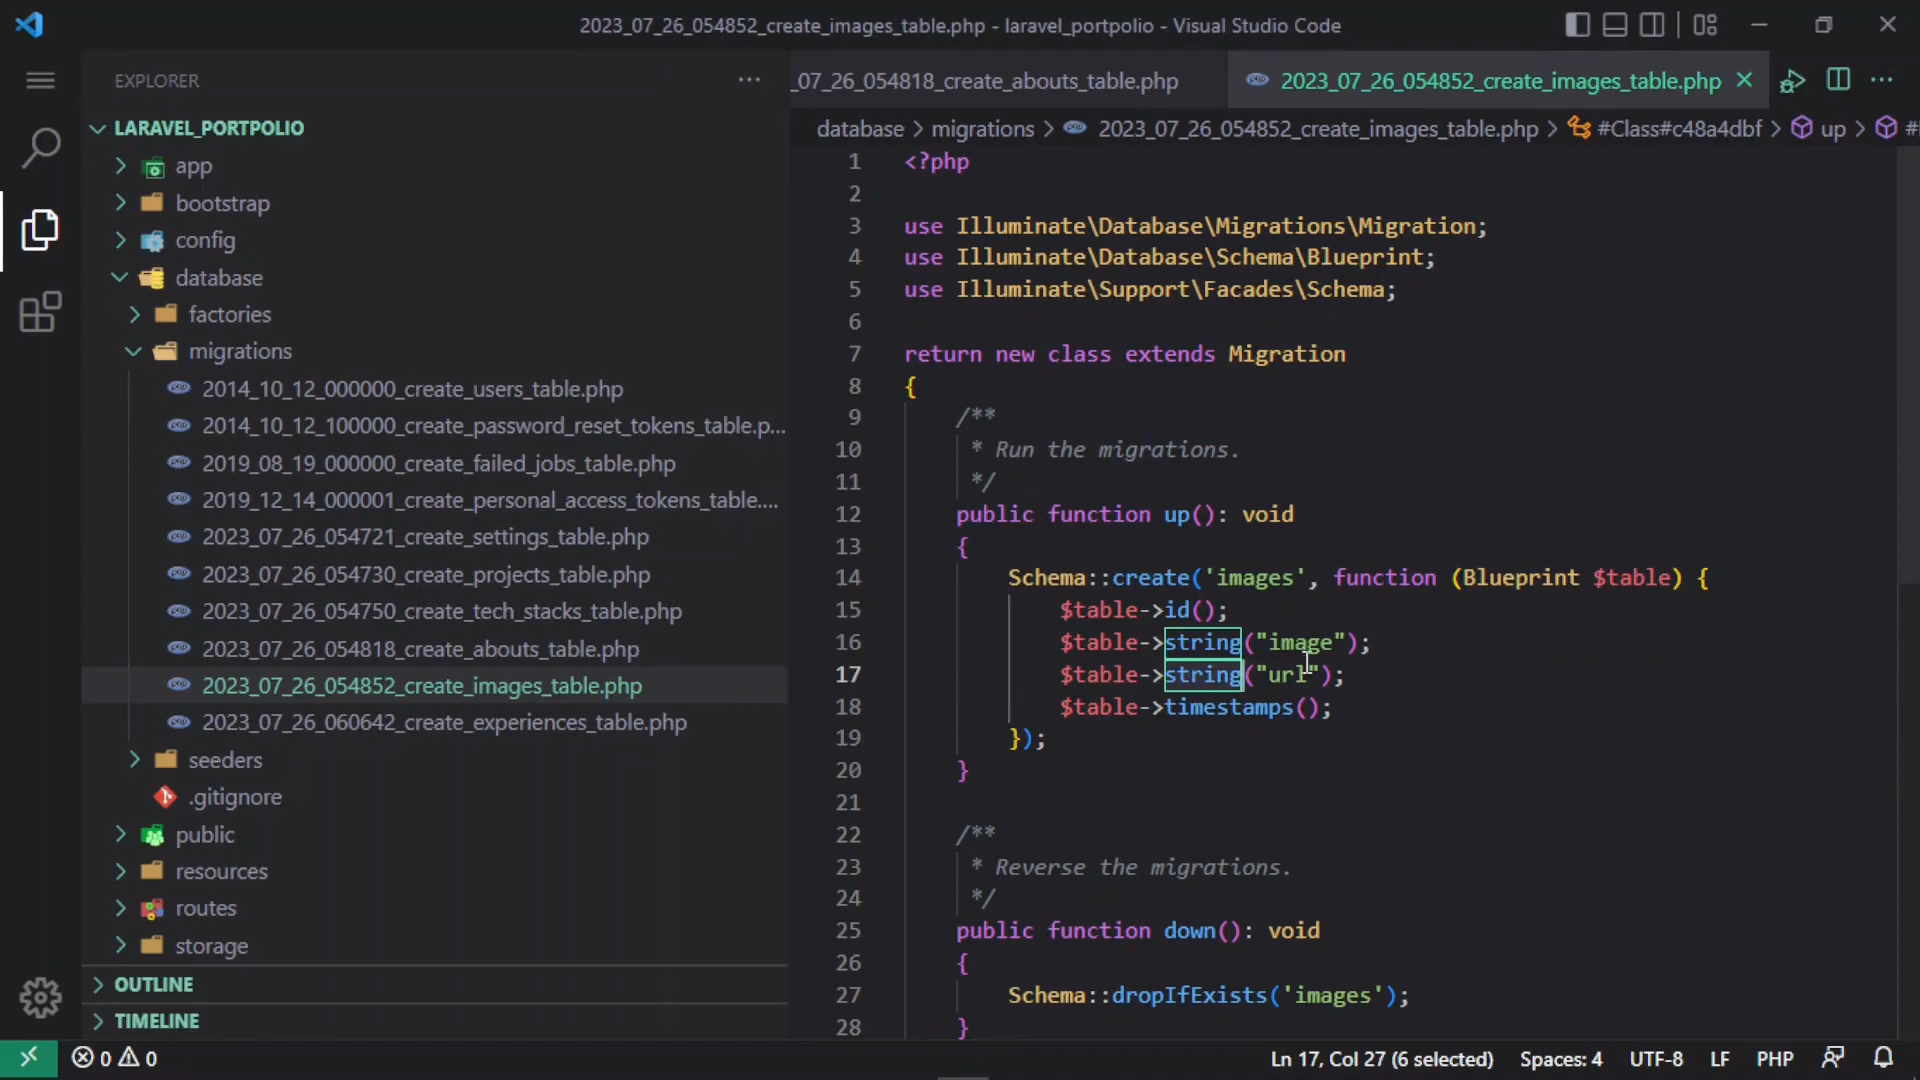 2023_07_26_054852_create_images_table.php - laravel_portpolio - Visual Studio Code
EXPLORER
LARAVEL_PORTPOLIO
app
bootstrap
config
database
factories
migrations
2014_10_12_000000_create_users_table.php
2014_10_12_100000_create_password_reset_tokens_table.p...
2019_08_19_000000_create_failed_jobs_table.php
2019_12_14_000001_create_personal_access_tokens_table....
2023_07_26_054721_create_settings_table.php
2023_07_26_054730_create_projects_table.php
2023_07_26_054750_create_tech_stacks_table.php
2023_07_26_054818_create_abouts_table.php
2023_07_26_054852_create_images_table.php
2023_07_26_060642_create_experiences_table.php
seeders
.gitignore
public
resources
routes
storage
OUTLINE
TIMELINE
_07_26_054818_create_abouts_table.php
2023_07_26_054852_create_images_table.php
database > migrations > 2023_07_26_054852_create_images_table.php > #Class#c48a4dbf > up > #
1 <?php
2
3 use Illuminate\Database\Migrations\Migration;
4 use Illuminate\Database\Schema\Blueprint;
5 use Illuminate\Support\Facades\Schema;
6
7 return new class extends Migration
8 {
9 /**
10 * Run the migrations.
11 */
12 public function up(): void
13 {
14 Schema::create('images', function (Blueprint $table) {
15 $table->id();
16 $table->string("image");
17 $table->string("url");
18 $table->timestamps();
19 });
20 }
21
22 /**
23 * Reverse the migrations.
24 */
25 public function down(): void
26 {
27 Schema::dropIfExists('images');
28 }
0 0
Ln 17, Col 27 (6 selected) Spaces: 4 UTF-8 LF PHP